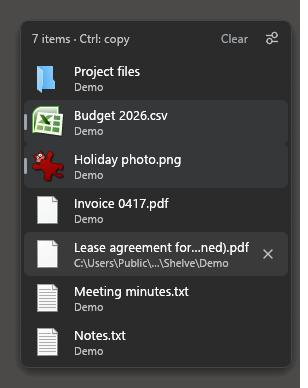 7 items · Ctrl: copy
Clear
Project files
Demo
Budget 2026.csv
Demo
Holiday photo.png
Demo
Invoice 0417.pdf
Demo
Lease agreement for...ned).pdf
C:\Users\Public\...\Shelve\Demo
Meeting minutes.txt
Demo
Notes.txt
Demo